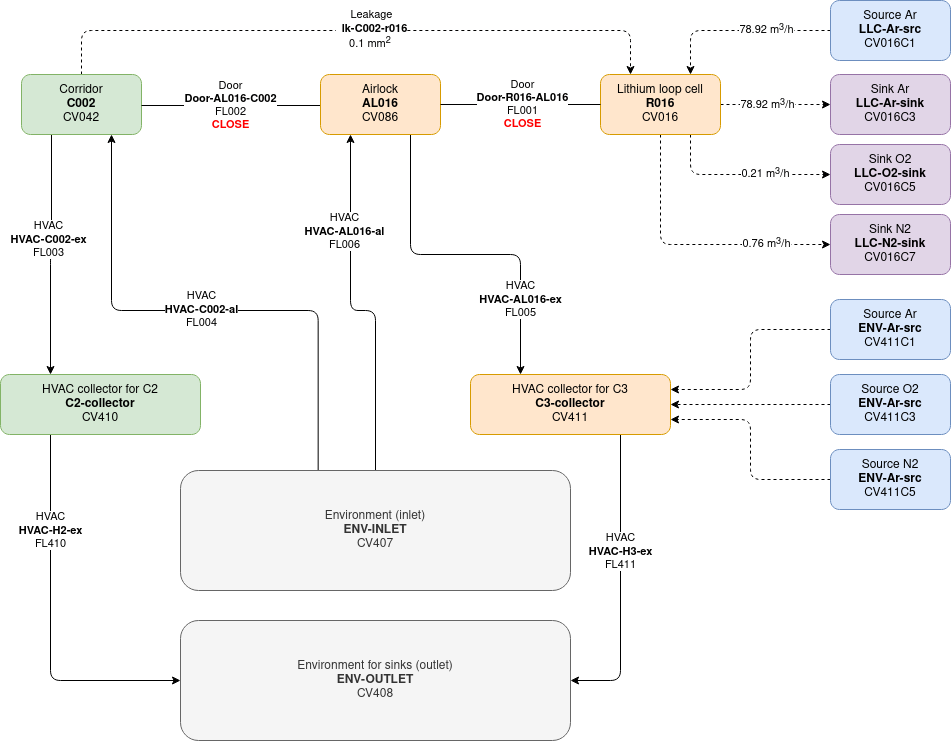 Leakage
lk-C002-r016
0.1 mm2
Source Ar
LLC-Ar-src
CV016C1
78.92 m3/h
Corridor
C002
CV042
Door
Door-AL016-C002
FL002
CLOSE
Airlock
AL016
CV086
Door
Door-R016-AL016
FL001
CLOSE
Lithium loop cell
R016
CV016
78.92 m3/h
Sink Ar
LLC-Ar-sink
CV016C3
0.21 m3/h
Sink O2
LLC-O2-sink
CV016C5
0.76 m3/h
Sink N2
LLC-N2-sink
CV016C7
HVAC
HVAC-C002-ex
FL003
HVAC
HVAC-AL016-al
FL006
HVAC
HVAC-C002-al
FL004
HVAC
HVAC-AL016-ex
FL005
Source Ar
ENV-Ar-src
CV411C1
HVAC collector for C2
C2-collector
CV410
HVAC collector for C3
C3-collector
CV411
Source O2
ENV-Ar-src
CV411C3
Source N2
ENV-Ar-src
CV411C5
HVAC
HVAC-H2-ex
FL410
Environment (inlet)
ENV-INLET
CV407
HVAC
HVAC-H3-ex
FL411
Environment for sinks (outlet)
ENV-OUTLET
CV408